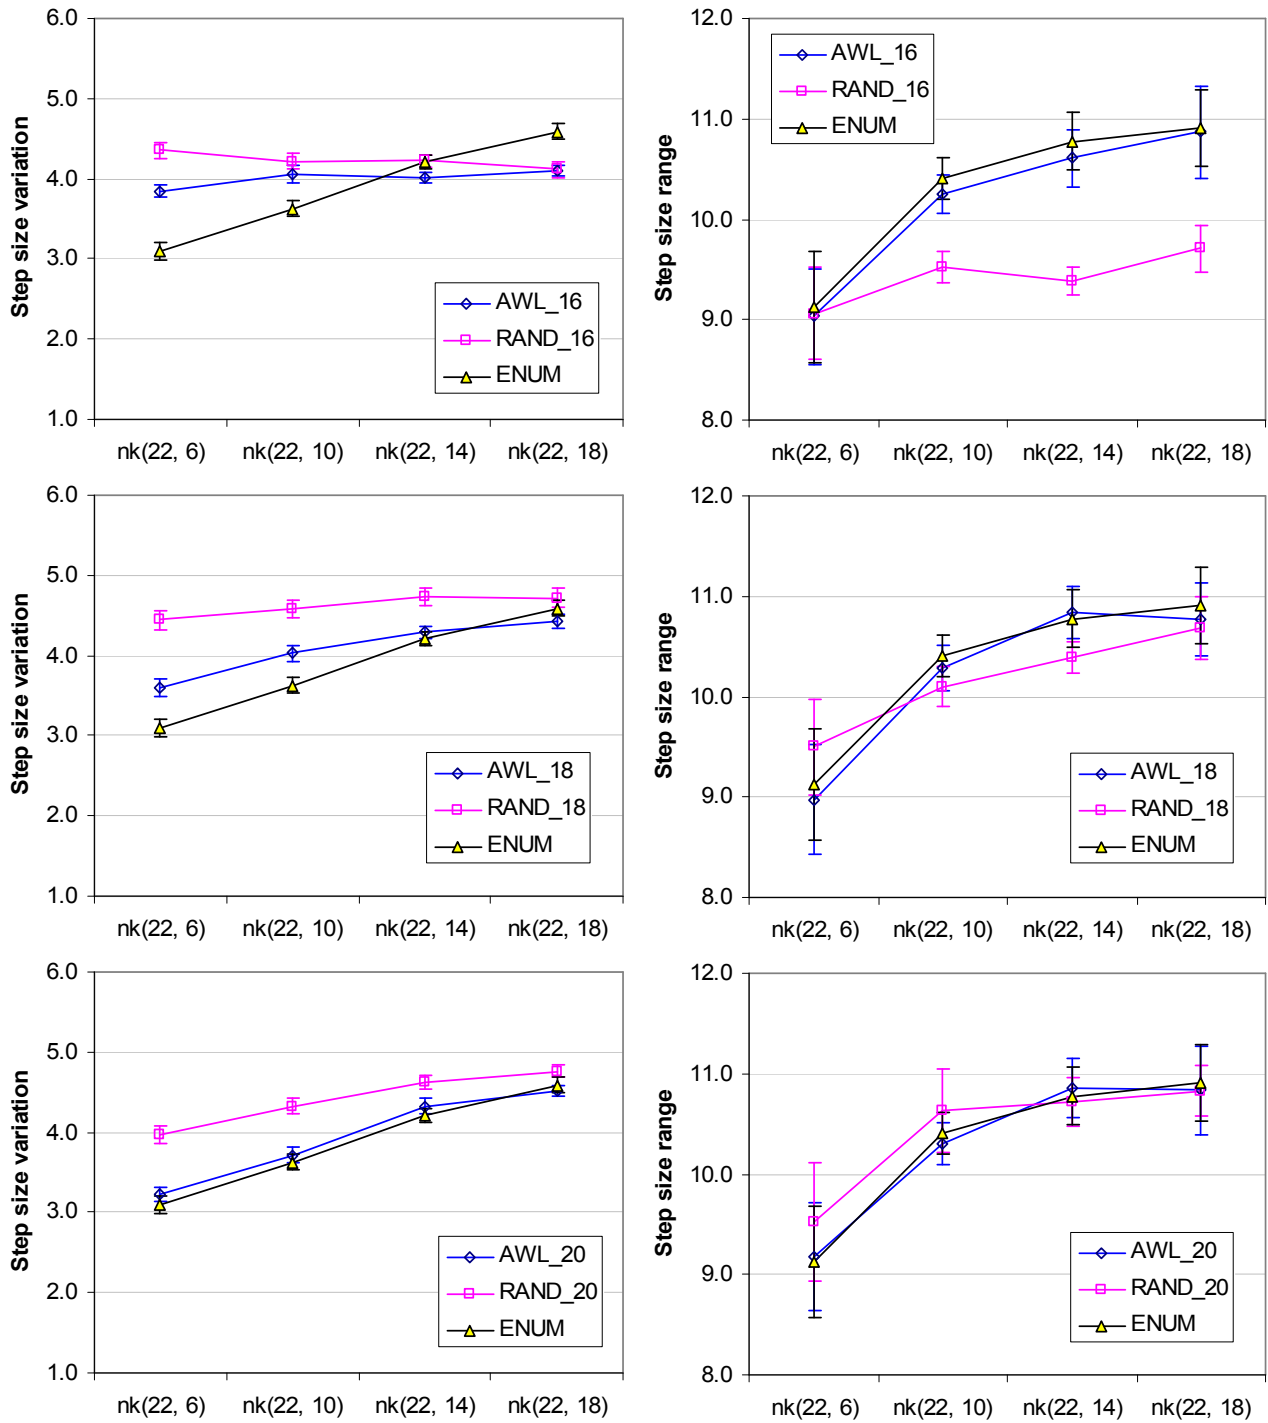 6.0
5.0
4.0
3.0
2.0
1.0
Step size variation
AWL_16
RAND_16
ENUM
nk(22, 6)
nk(22, 10)
nk(22, 14)
nk(22, 18)
12.0
11.0
10.0
9.0
8.0
Step size range
AWL_16
RAND_16
ENUM
nk(22, 6)
nk(22, 10)
nk(22, 14)
nk(22, 18)
6.0
5.0
4.0
3.0
2.0
1.0
Step size variation
AWL_18
RAND_18
ENUM
nk(22, 6)
nk(22, 10)
nk(22, 14)
nk(22, 18)
12.0
11.0
10.0
9.0
8.0
Step size range
AWL_18
RAND_18
ENUM
nk(22, 6)
nk(22, 10)
nk(22, 14)
nk(22, 18)
6.0
5.0
4.0
3.0
2.0
1.0
Step size variation
AWL_20
RAND_20
ENUM
nk(22, 6)
nk(22, 10)
nk(22, 14)
nk(22, 18)
12.0
11.0
10.0
9.0
8.0
Step size range
AWL_20
RAND_20
ENUM
nk(22, 6)
nk(22, 10)
nk(22, 14)
nk(22, 18)